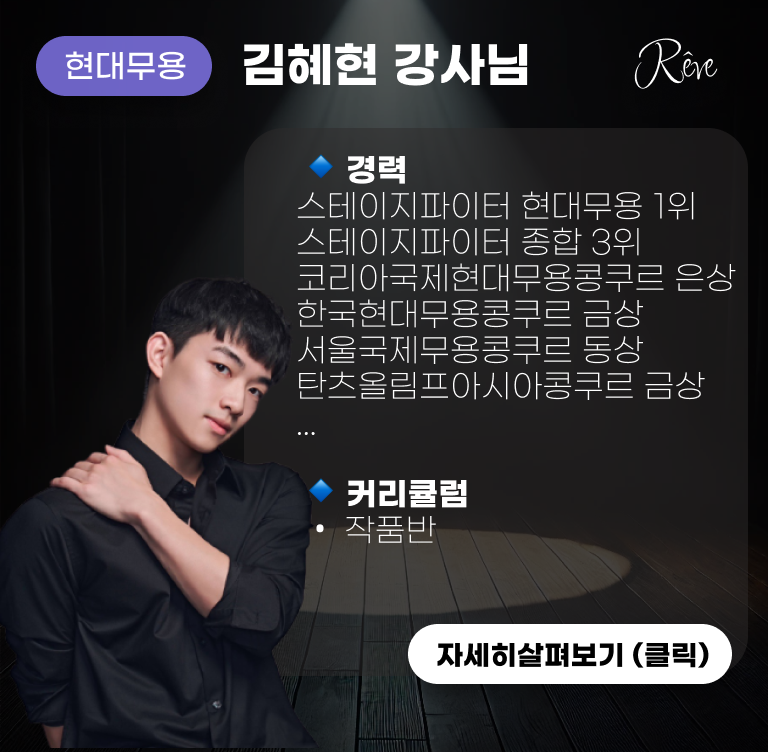 현대무용 김혜현 강사님 Rêve
경력
스테이지파이터 현대무용 1위
스테이지파이터 종합 3위
코리아국제현대무용콩쿠르 은상
한국현대무용콩쿠르 금상
서울국제무용콩쿠르 동상
탄츠올림프아시아콩쿠르 금상
...
커리큘럼
• 작품반
자세히살펴보기 (클릭)